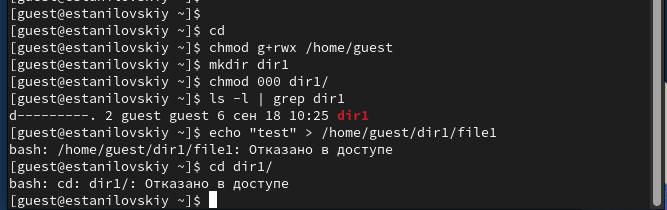 [guest@estanilovskiy ~]$
[guest@estanilovskiy ~]$
[guest@estanilovskiy ~]$ cd
[guest@estanilovskiy ~]$ chmod g+rwx /home/guest
[guest@estanilovskiy ~]$ mkdir dir1
[guest@estanilovskiy ~]$ chmod 000 dir1/
[guest@estanilovskiy ~]$ ls -l | grep dir1
d---------. 2 guest guest 6 сен 18 10:25 dir1
[guest@estanilovskiy ~]$ echo "test" > /home/guest/dir1/file1
bash: /home/guest/dir1/file1: Отказано в доступе
[guest@estanilovskiy ~]$ cd dir1/
bash: cd: dir1/: Отказано в доступе
[guest@estanilovskiy ~]$